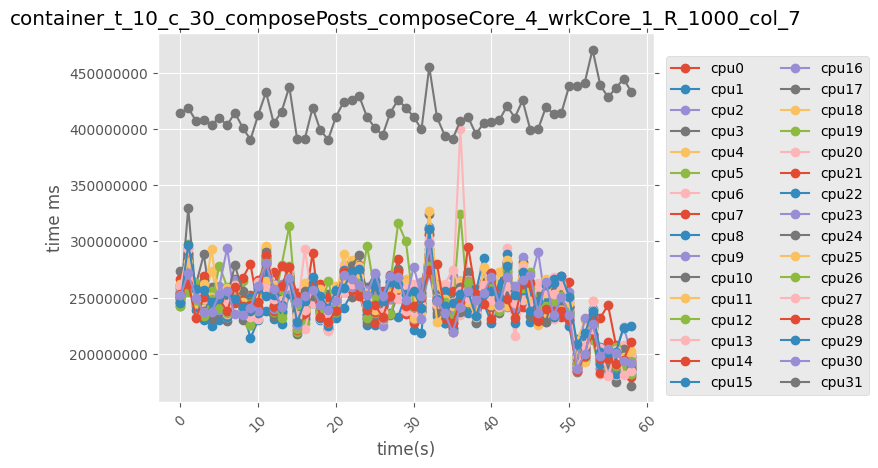 container_t_10_c_30_composePosts_composeCore_4_wrkCore_1_R_1000_col_7
450000000
400000000
350000000
300000000
250000000
200000000
time ms
0
10
20
30
40
50
60
time(s)
cpu0
cpu1
cpu2
cpu3
cpu4
cpu5
cpu6
cpu7
cpu8
cpu9
cpu10
cpu11
cpu12
cpu13
cpu14
cpu15
cpu16
cpu17
cpu18
cpu19
cpu20
cpu21
cpu22
cpu23
cpu24
cpu25
cpu26
cpu27
cpu28
cpu29
cpu30
cpu31